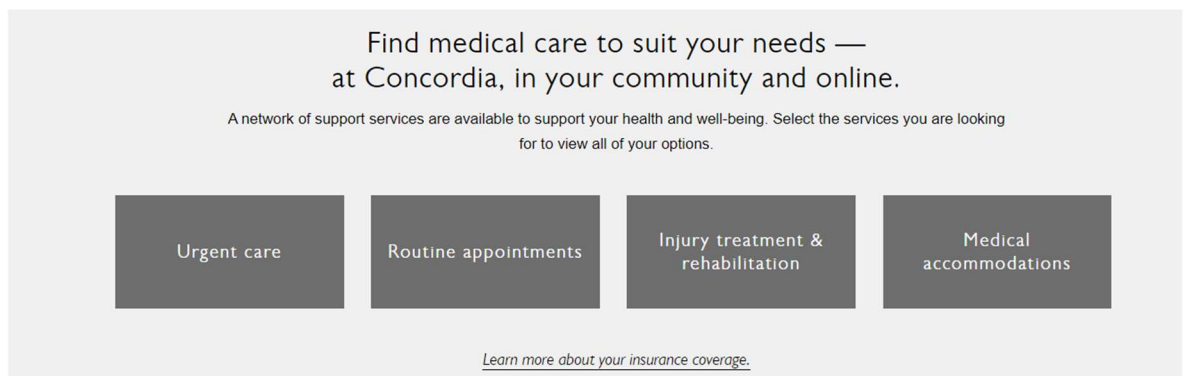 Find medical care to suit your needs —
at Concordia, in your community and online.
A network of support services are available to support your health and well-being. Select the services you are looking
for to view all of your options.
Urgent care
Routine appointments
Injury treatment &
rehabilitation
Medical
accommodations
Learn more about your insurance coverage.